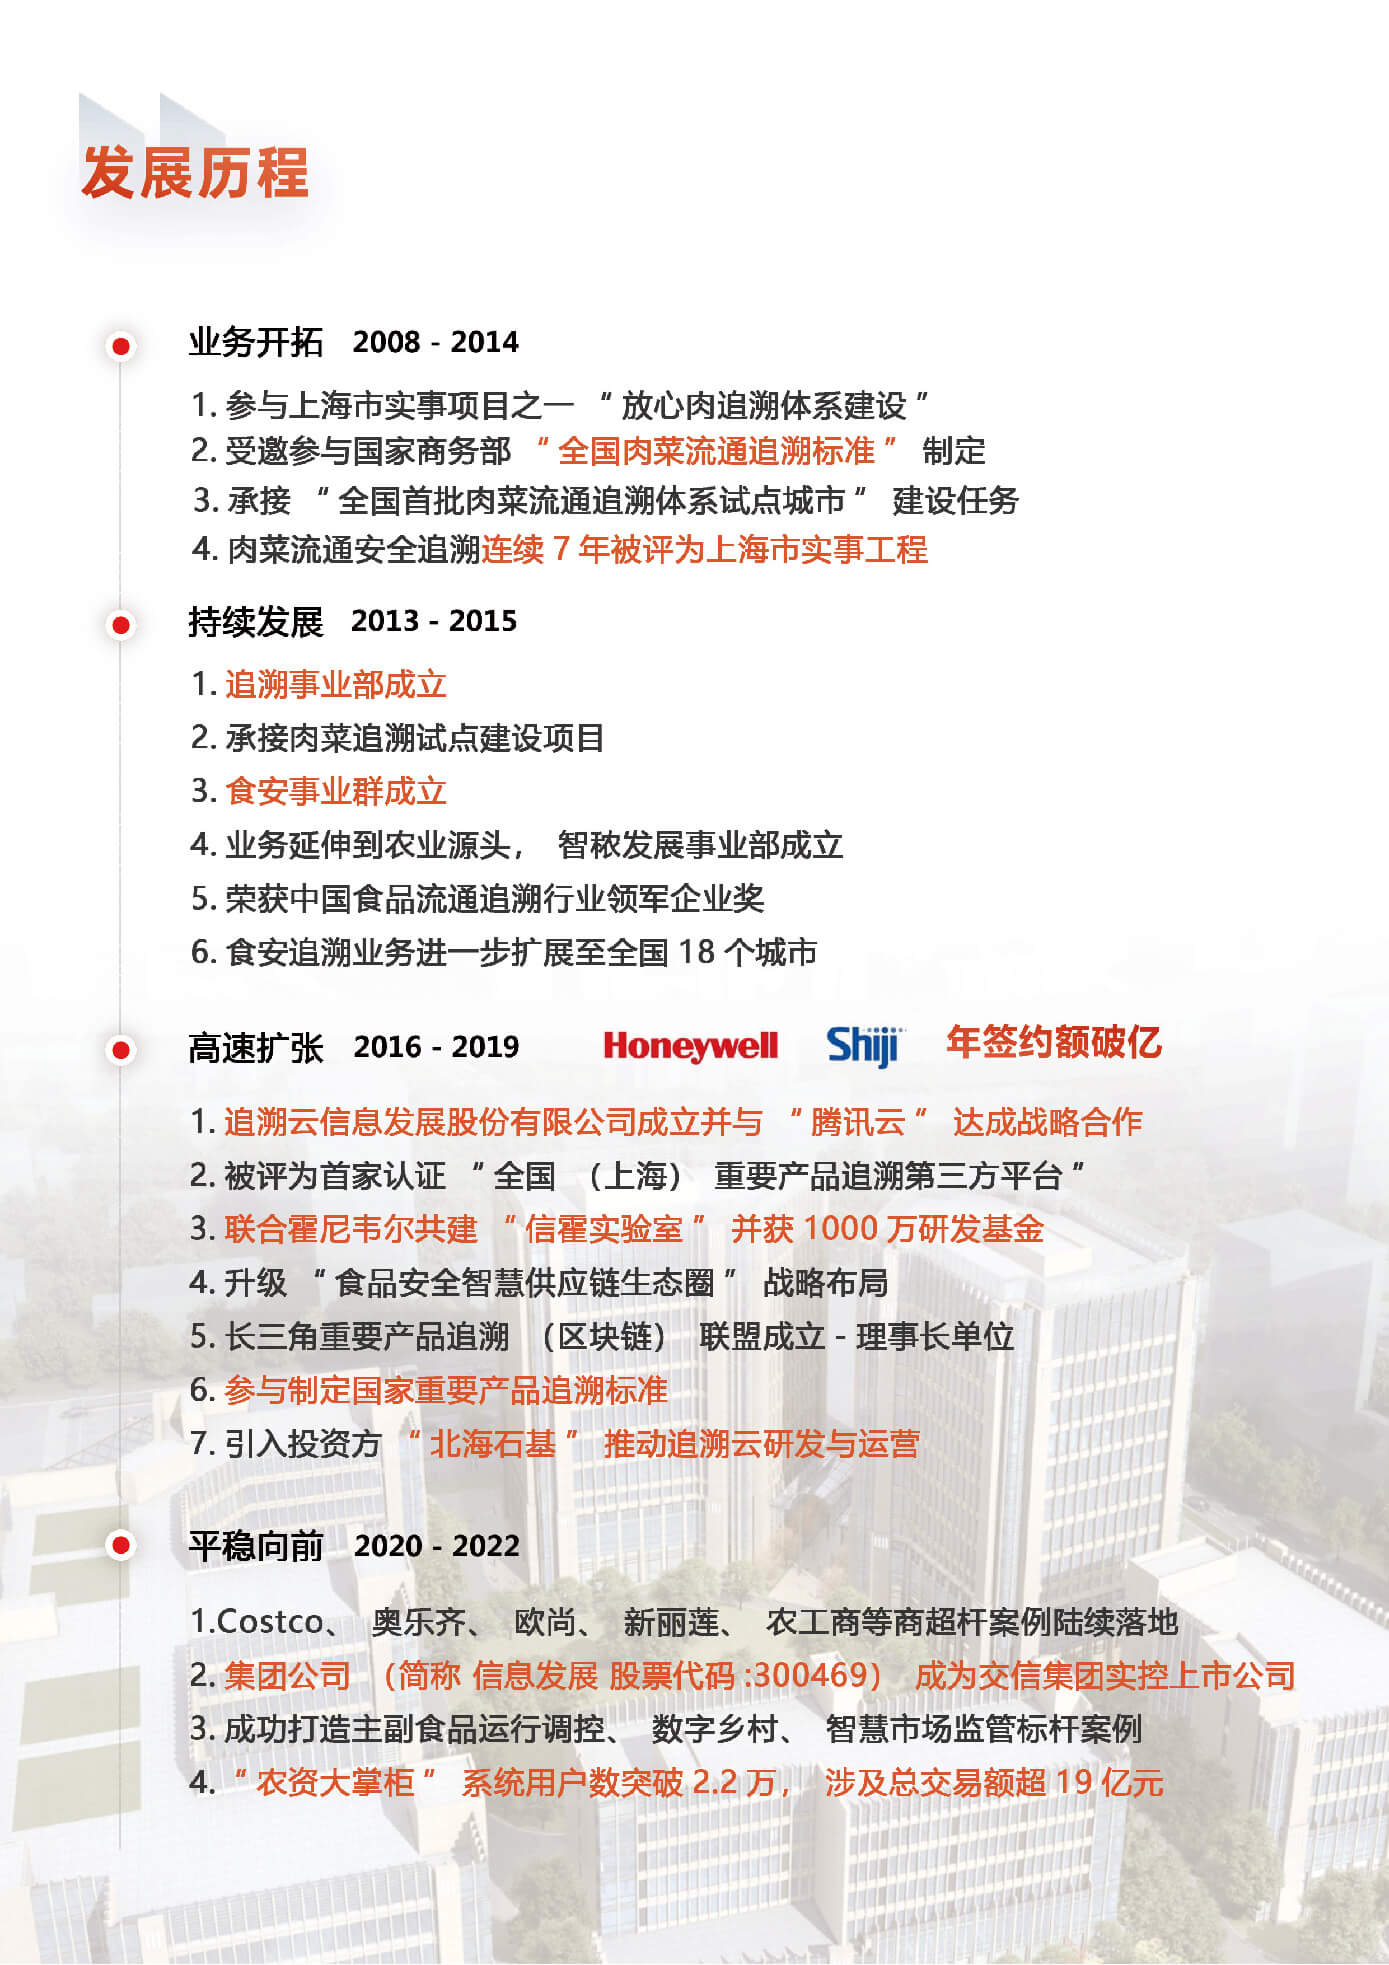 发展历程
业务开拓 2008 - 2014
1. 参与上海市实事项目之一 “ 放心肉追溯体系建设 ”
2. 受邀参与国家商务部 “ 全国肉菜流通追溯标准 ” 制定
3. 承接 “ 全国首批肉菜流通追溯体系试点城市 ” 建设任务
4. 肉菜流通安全追溯连续 7 年被评为上海市实事工程
持续发展 2013 - 2015
1. 追溯事业部成立
2. 承接肉菜追溯试点建设项目
3. 食安事业群成立
4. 业务延伸到农业源头， 智秾发展事业部成立
5. 荣获中国食品流通追溯行业领军企业奖
6. 食安追溯业务进一步扩展至全国 18 个城市
高速扩张 2016 - 2019 Honeywell Shiji 年签约额破亿
1. 追溯云信息发展股份有限公司成立并与 “ 腾讯云 ” 达成战略合作
2. 被评为首家认证 “ 全国 （上海） 重要产品追溯第三方平台 ”
3. 联合霍尼韦尔共建 “ 信霍实验室 ” 并获 1000 万研发基金
4. 升级 “ 食品安全智慧供应链生态圈 ” 战略布局
5. 长三角重要产品追溯 （区块链） 联盟成立 - 理事长单位
6. 参与制定国家重要产品追溯标准
7. 引入投资方 “ 北海石基 ” 推动追溯云研发与运营
平稳向前 2020 - 2022
1.Costco、 奥乐齐、 欧尚、 新丽莲、 农工商等商超杆案例陆续落地
2. 集团公司 （简称 信息发展 股票代码 :300469） 成为交信集团实控上市公司
3. 成功打造主副食品运行调控、 数字乡村、 智慧市场监管标杆案例
4. “ 农资大掌柜 ” 系统用户数突破 2.2 万， 涉及总交易额超 19 亿元